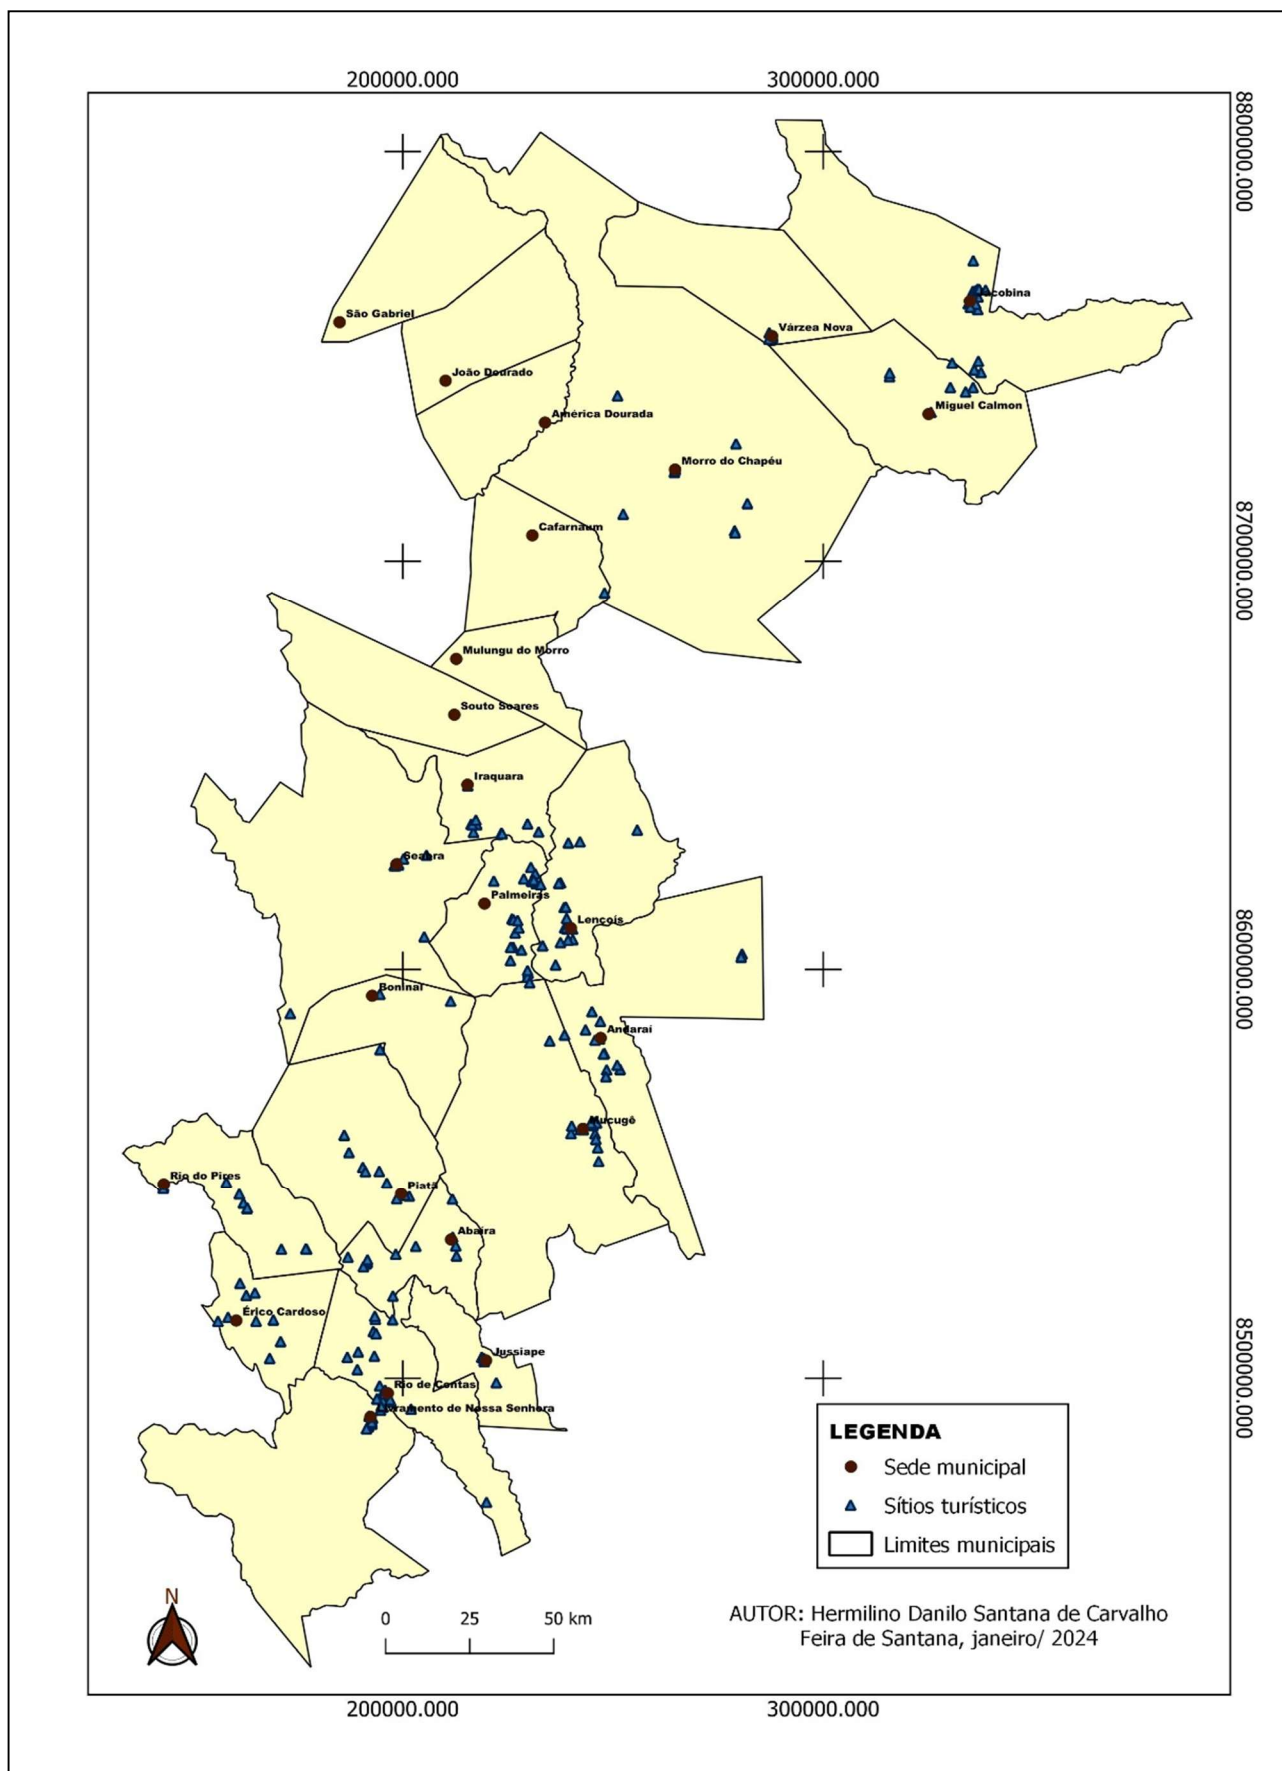 200000.000 300000.000
8800000.000
São Gabriel
João Dourado
América Dourada
Várzea Nova
Jacobina
Miguel Calmon
Morro do Chapéu
Cafarnaum
8700000.000
Mulungu do Morro
Souto Soares
Iraquara
Seabra
Palmeiras
Lençois
8600000.000
Boninal
Andaraí
Mucugê
Rio do Pires
Piatã
Abaíra
Érico Cardoso
Jussiape
Rio de Contas
Livramento de Nossa Senhora
8500000.000
LEGENDA
Sede municipal
Sítios turísticos
Limites municipais
N
0 25 50 km
AUTOR: Hermilino Danilo Santana de Carvalho
Feira de Santana, janeiro/ 2024
200000.000 300000.000